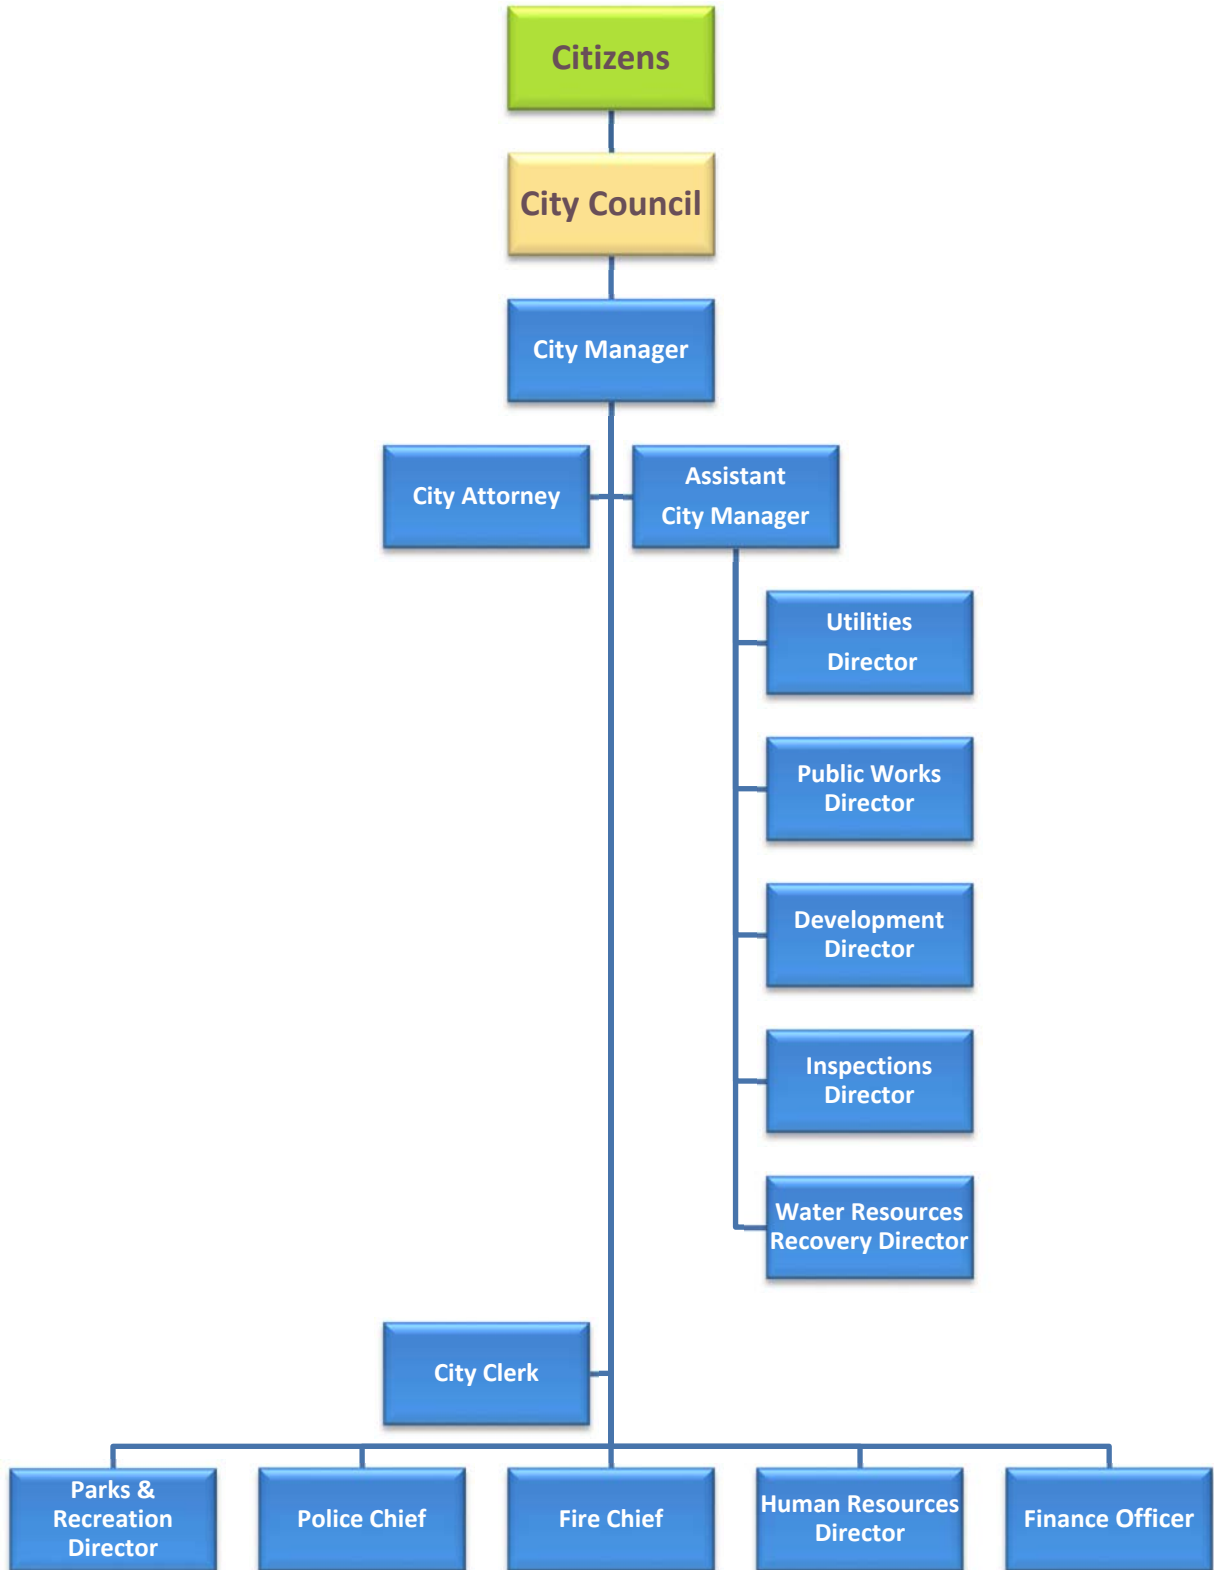 Citizens
City Council
City Manager
City Attorney
Assistant
City Manager
Utilities
Director
Public Works
Director
Development
Director
Inspections
Director
Water Resources
Recovery Director
City Clerk
Parks &
Recreation
Director
Police Chief
Fire Chief
Human Resources
Director
Finance Officer